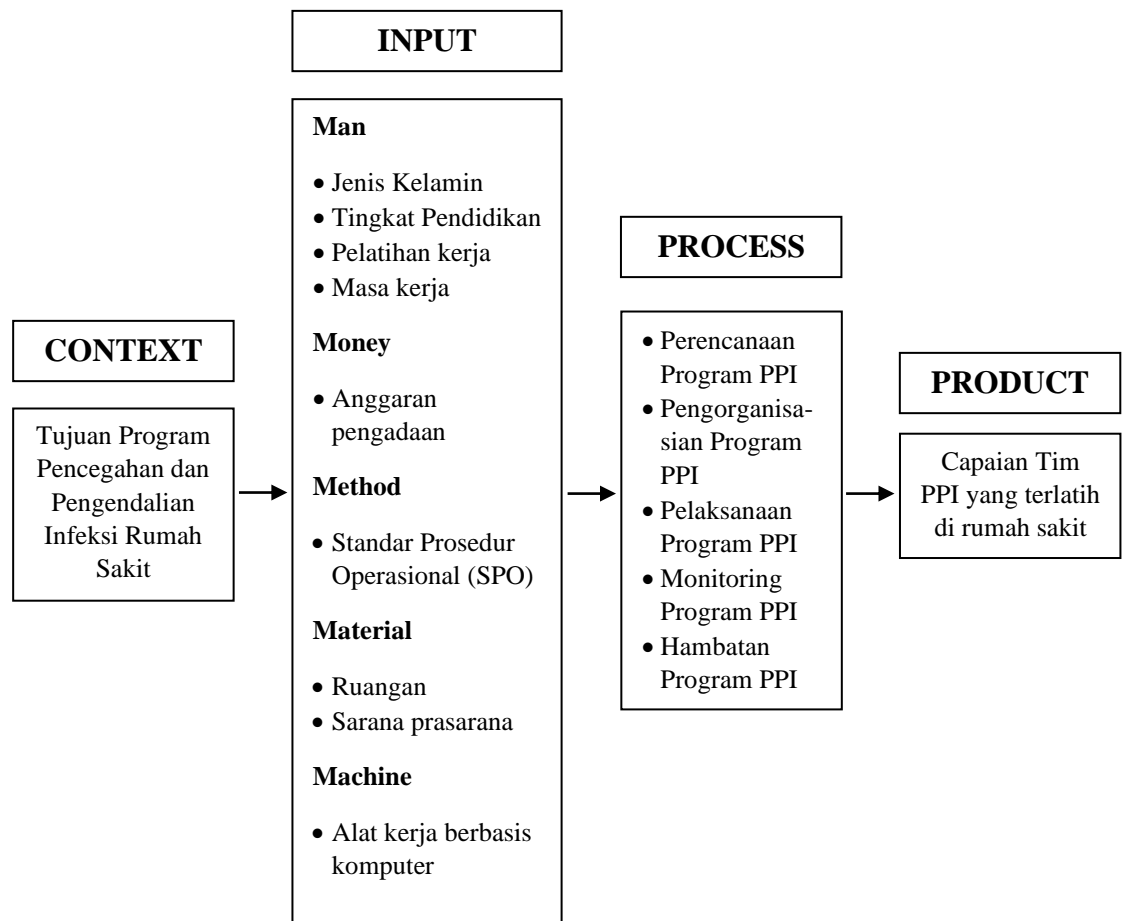 CONTEXT
Tujuan Program
Pencegahan dan
Pengendalian
Infeksi Rumah
Sakit
INPUT
Man
• Jenis Kelamin
• Tingkat Pendidikan
• Pelatihan kerja
• Masa kerja
Money
• Anggaran
pengadaan
Method
• Standar Prosedur
Operasional (SPO)
Material
• Ruangan
• Sarana prasarana
Machine
• Alat kerja berbasis
komputer
PROCESS
• Perencanaan
Program PPI
• Pengorganisa-
sian Program
PPI
• Pelaksanaan
Program PPI
• Monitoring
Program PPI
• Hambatan
Program PPI
PRODUCT
Capaian Tim
PPI yang terlatih
di rumah sakit